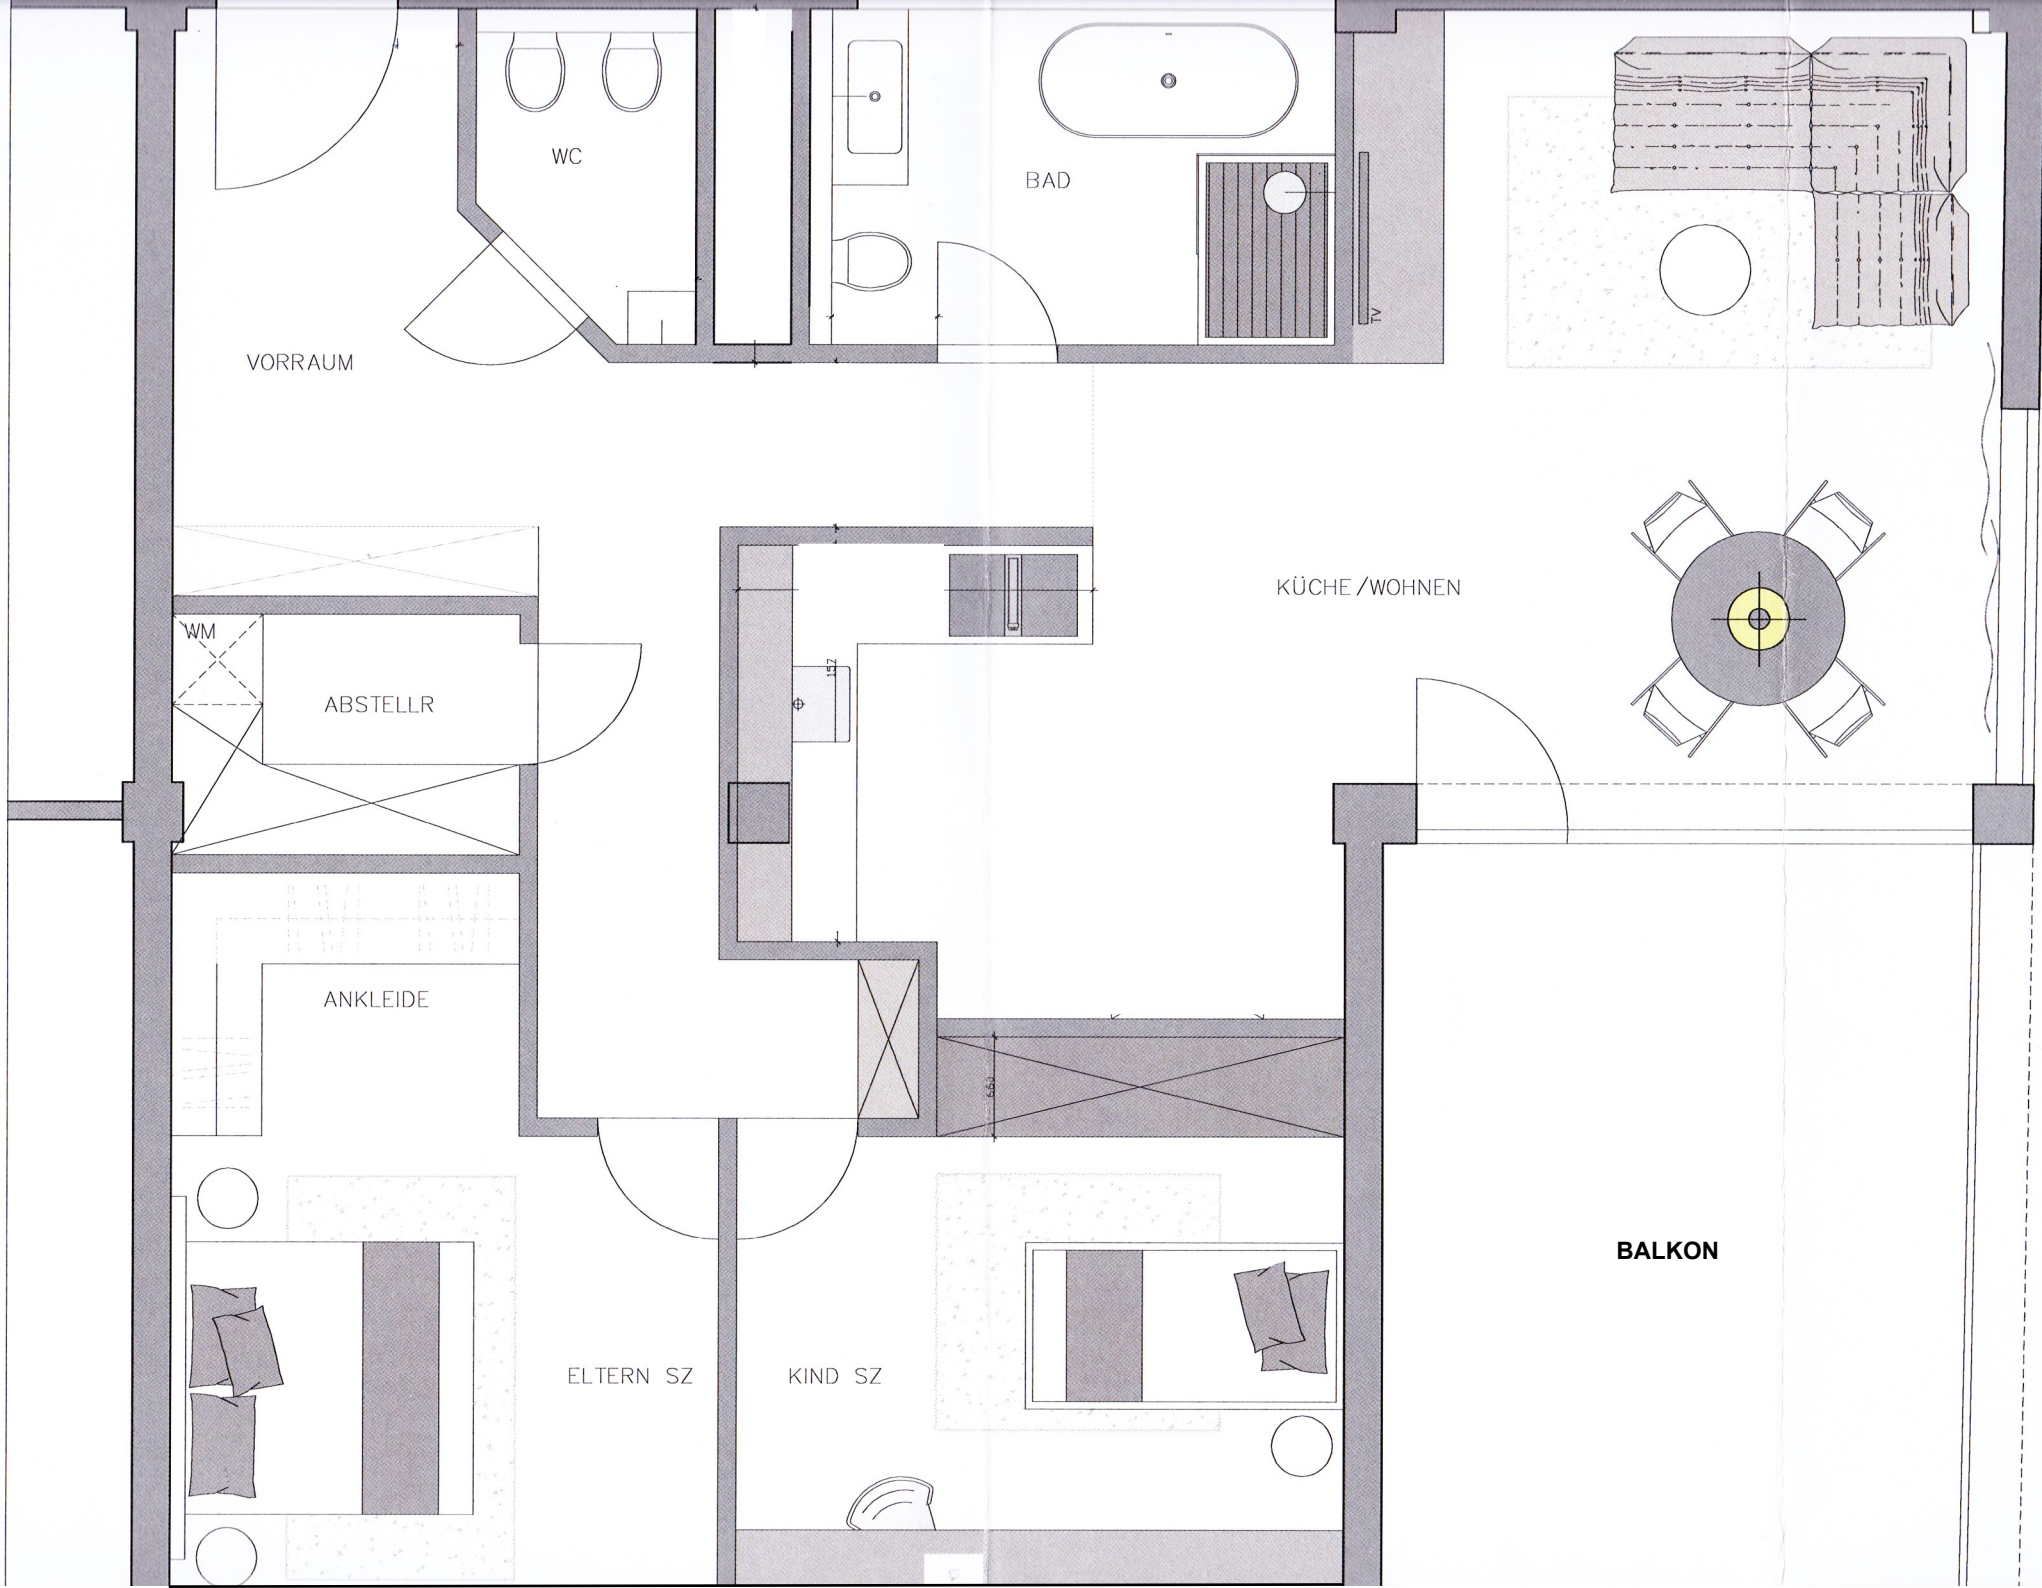 WC
BAD
TV
VORRAUM
KÜCHE/WOHNEN
WM
157
ABSTELLR
ANKLEIDE
BALKON
ELTERN SZ
KIND SZ